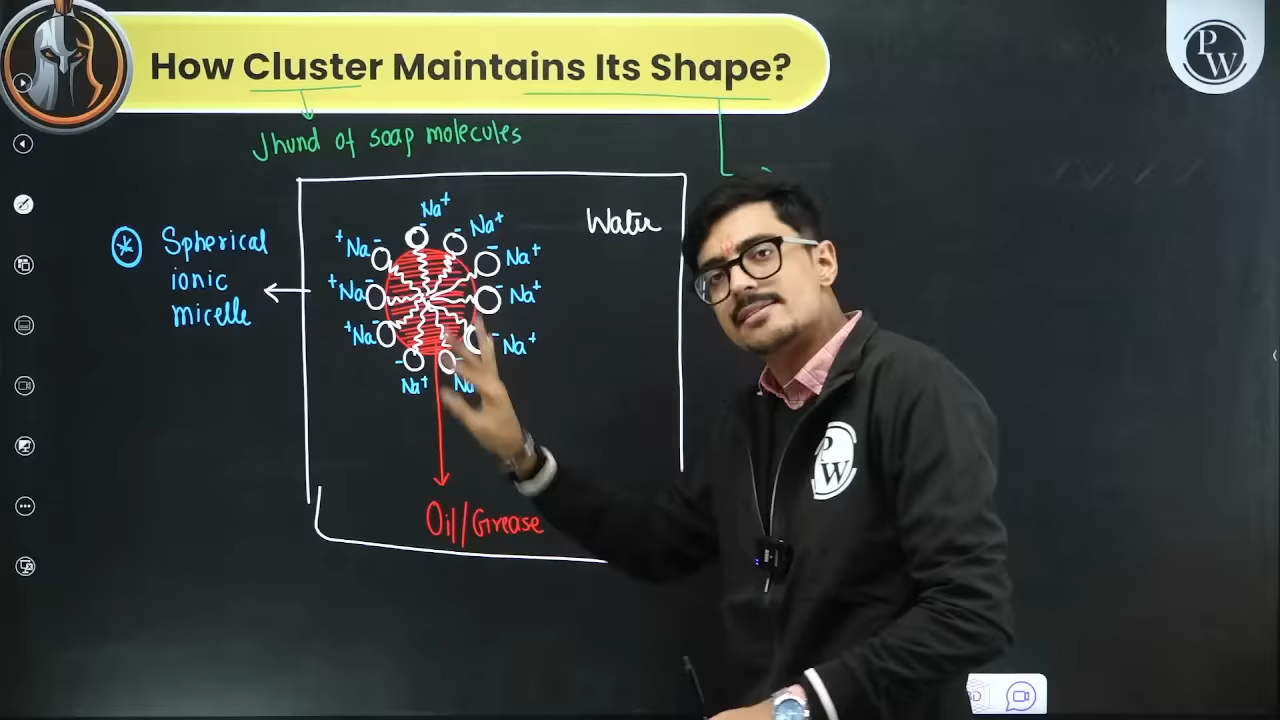 How Cluster Maintains Its Shape?
P
W
Jhund of soap molecules
Na⁺
Na⁺
⁺Na⁻
Water
⁻Na⁺
* Spherical
ionic
micelle
⁺Na⁻
⁻Na⁺
⁺Na⁻
⁻Na⁺
Na⁺
Na
P
W
Oil/Grease